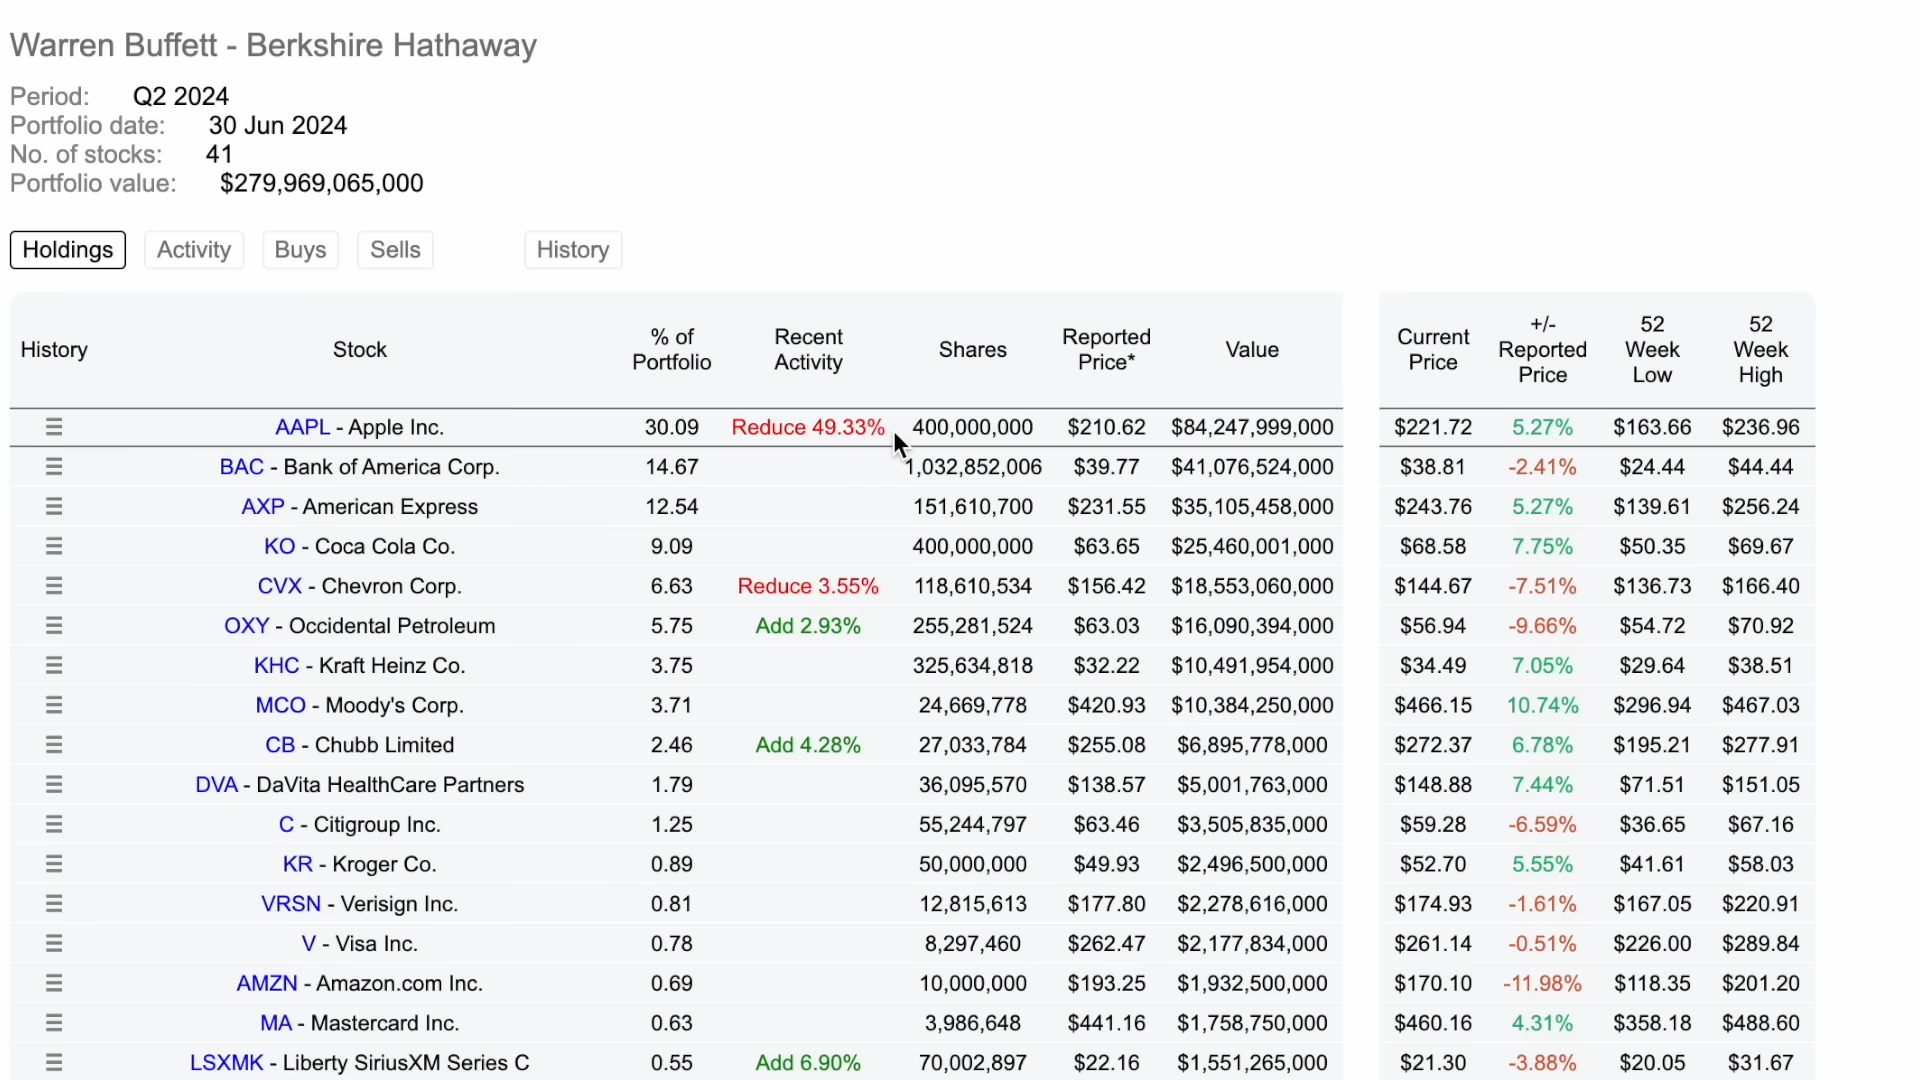 Warren Buffett - Berkshire Hathaway
Period: Q2 2024
Portfolio date: 30 Jun 2024
No. of stocks: 41
Portfolio value: $279,969,065,000
Holdings Activity Buys Sells History
History Stock % of Portfolio Recent Activity Shares Reported Price* Value Current Price +/- Reported Price 52 Week Low 52 Week High
AAPL - Apple Inc. 30.09 Reduce 49.33% 400,000,000 $210.62 $84,247,999,000 $221.72 5.27% $163.66 $236.96
BAC - Bank of America Corp. 14.67 1,032,852,006 $39.77 $41,076,524,000 $38.81 -2.41% $24.44 $44.44
AXP - American Express 12.54 151,610,700 $231.55 $35,105,458,000 $243.76 5.27% $139.61 $256.24
KO - Coca Cola Co. 9.09 400,000,000 $63.65 $25,460,001,000 $68.58 7.75% $50.35 $69.67
CVX - Chevron Corp. 6.63 Reduce 3.55% 118,610,534 $156.42 $18,553,060,000 $144.67 -7.51% $136.73 $166.40
OXY - Occidental Petroleum 5.75 Add 2.93% 255,281,524 $63.03 $16,090,394,000 $56.94 -9.66% $54.72 $70.92
KHC - Kraft Heinz Co. 3.75 325,634,818 $32.22 $10,491,954,000 $34.49 7.05% $29.64 $38.51
MCO - Moody's Corp. 3.71 24,669,778 $420.93 $10,384,250,000 $466.15 10.74% $296.94 $467.03
CB - Chubb Limited 2.46 Add 4.28% 27,033,784 $255.08 $6,895,778,000 $272.37 6.78% $195.21 $277.91
DVA - DaVita HealthCare Partners 1.79 36,095,570 $138.57 $5,001,763,000 $148.88 7.44% $71.51 $151.05
C - Citigroup Inc. 1.25 55,244,797 $63.46 $3,505,835,000 $59.28 -6.59% $36.65 $67.16
KR - Kroger Co. 0.89 50,000,000 $49.93 $2,496,500,000 $52.70 5.55% $41.61 $58.03
VRSN - Verisign Inc. 0.81 12,815,613 $177.80 $2,278,616,000 $174.93 -1.61% $167.05 $220.91
V - Visa Inc. 0.78 8,297,460 $262.47 $2,177,834,000 $261.14 -0.51% $226.00 $289.84
AMZN - Amazon.com Inc. 0.69 10,000,000 $193.25 $1,932,500,000 $170.10 -11.98% $118.35 $201.20
MA - Mastercard Inc. 0.63 3,986,648 $441.16 $1,758,750,000 $460.16 4.31% $358.18 $488.60
LSXMK - Liberty SiriusXM Series C 0.55 Add 6.90% 70,002,897 $22.16 $1,551,265,000 $21.30 -3.88% $20.05 $31.67